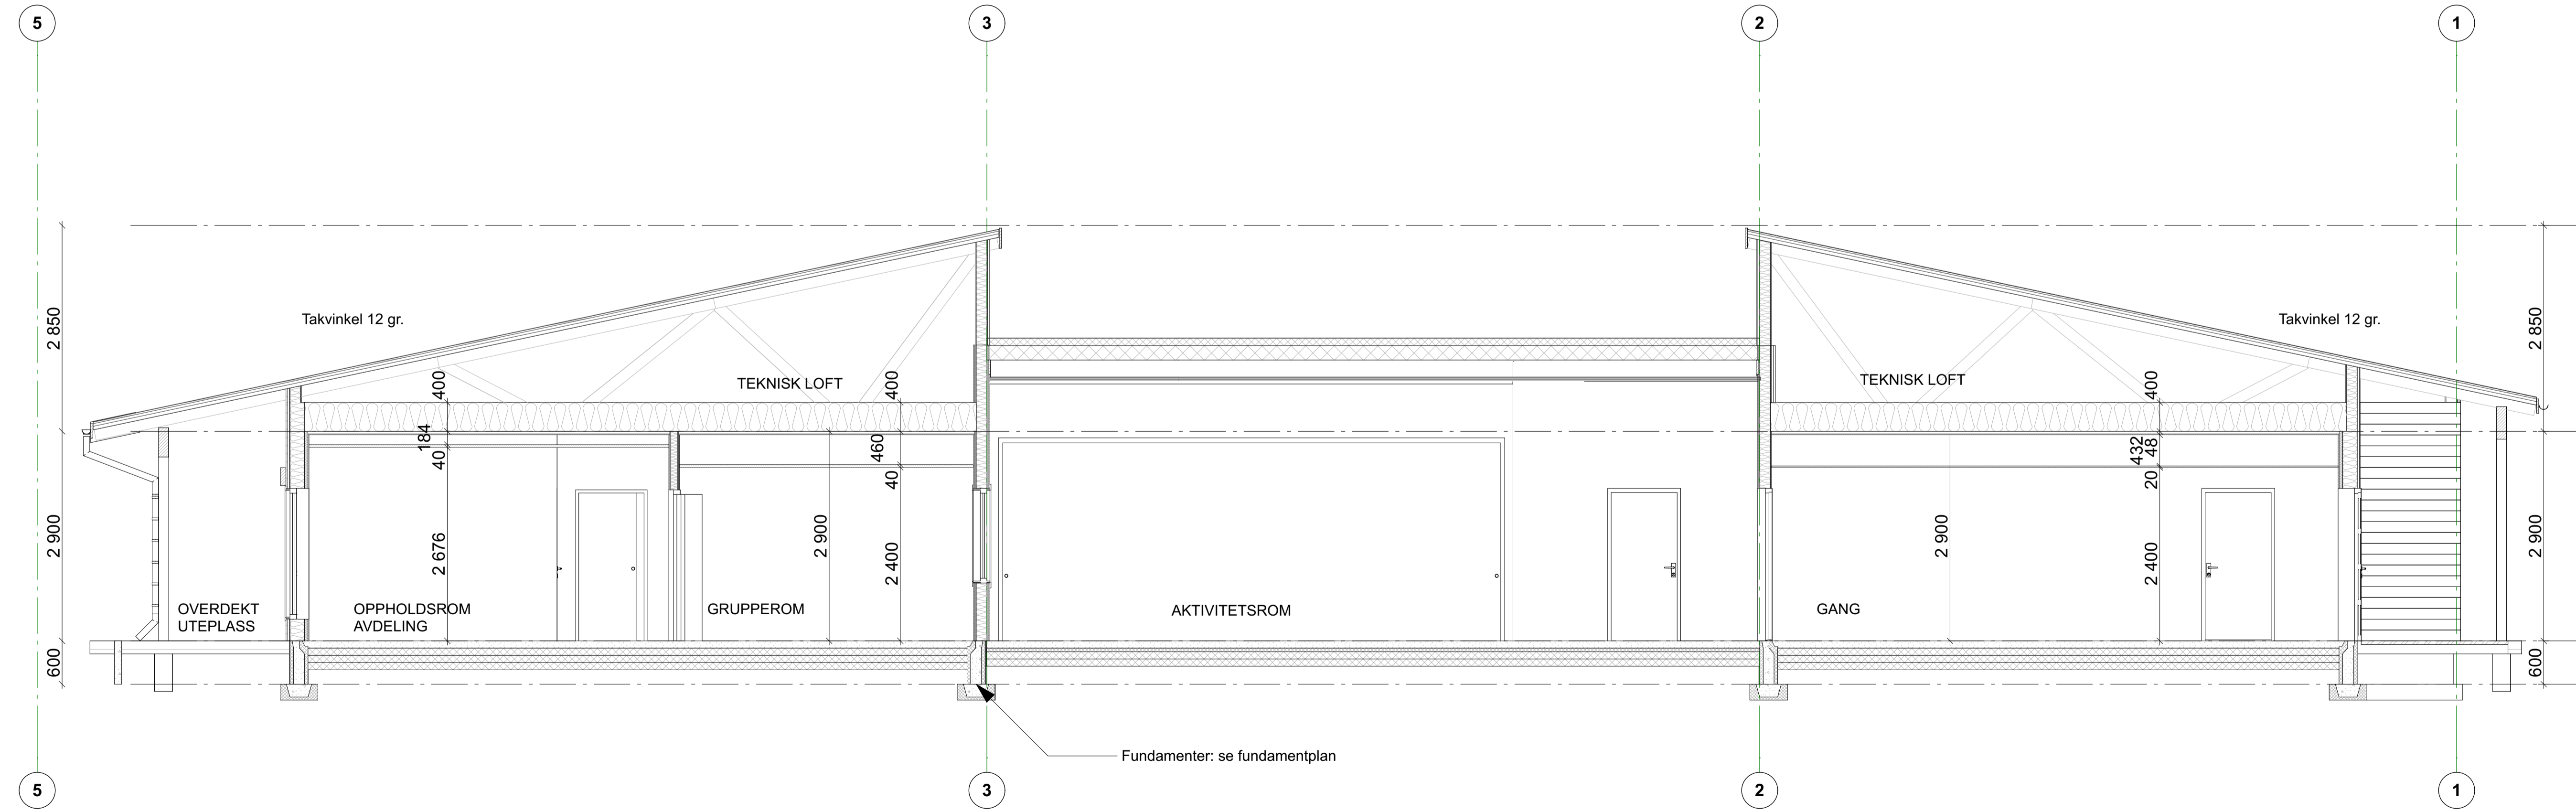 5
3
2
1
Takvinkel 12 gr.
Takvinkel 12 gr.
2 850
2 850
TEKNISK LOFT
TEKNISK LOFT
400
400
400
184
40
460
40
432
48
20
2 900
2 676
2 900
2 400
2 900
2 400
2 900
OVERDEKT
UTEPLASS
OPPHOLDSROM
AVDELING
GRUPPEROM
AKTIVITETSROM
GANG
600
600
Fundamenter: se fundamentplan
5
3
2
1